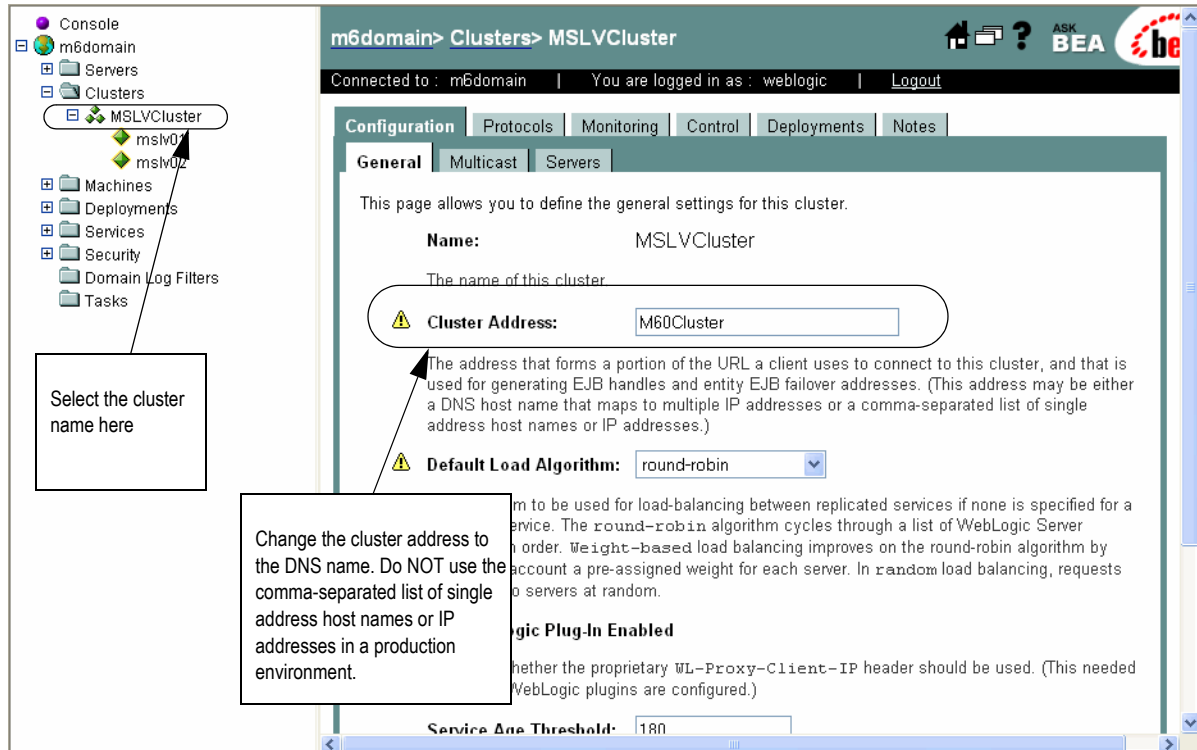 Console
m6domain
Servers
Clusters
MSLVCluster
mslv01
mslv02
Machines
Deployments
Services
Security
Domain Log Filters
Tasks
Select the cluster
name here
m6domain> Clusters> MSLVCluster
?
ASK
BEA
be
Connected to : m6domain | You are logged in as : weblogic | Logout
Configuration Protocols Monitoring Control Deployments Notes
General Multicast Servers
This page allows you to define the general settings for this cluster.
Name: MSLVCluster
The name of this cluster.
Cluster Address: M60Cluster
The address that forms a portion of the URL a client uses to connect to this cluster, and that is
used for generating EJB handles and entity EJB failover addresses. (This address may be either
a DNS host name that maps to multiple IP addresses or a comma-separated list of single
address host names or IP addresses.)
Default Load Algorithm: round-robin
m to be used for load-balancing between replicated services if none is specified for a
ervice. The round-robin algorithm cycles through a list of WebLogic Server
order. Weight-based load balancing improves on the round-robin algorithm by
account a pre-assigned weight for each server. In random load balancing, requests
o servers at random.
Change the cluster address to
the DNS name. Do NOT use the
comma-separated list of single
address host names or IP
addresses in a production
environment.
gic Plug-In Enabled
hether the proprietary WL-Proxy-Client-IP header should be used. (This needed
WebLogic plugins are configured.)
Service Age Threshold: 180